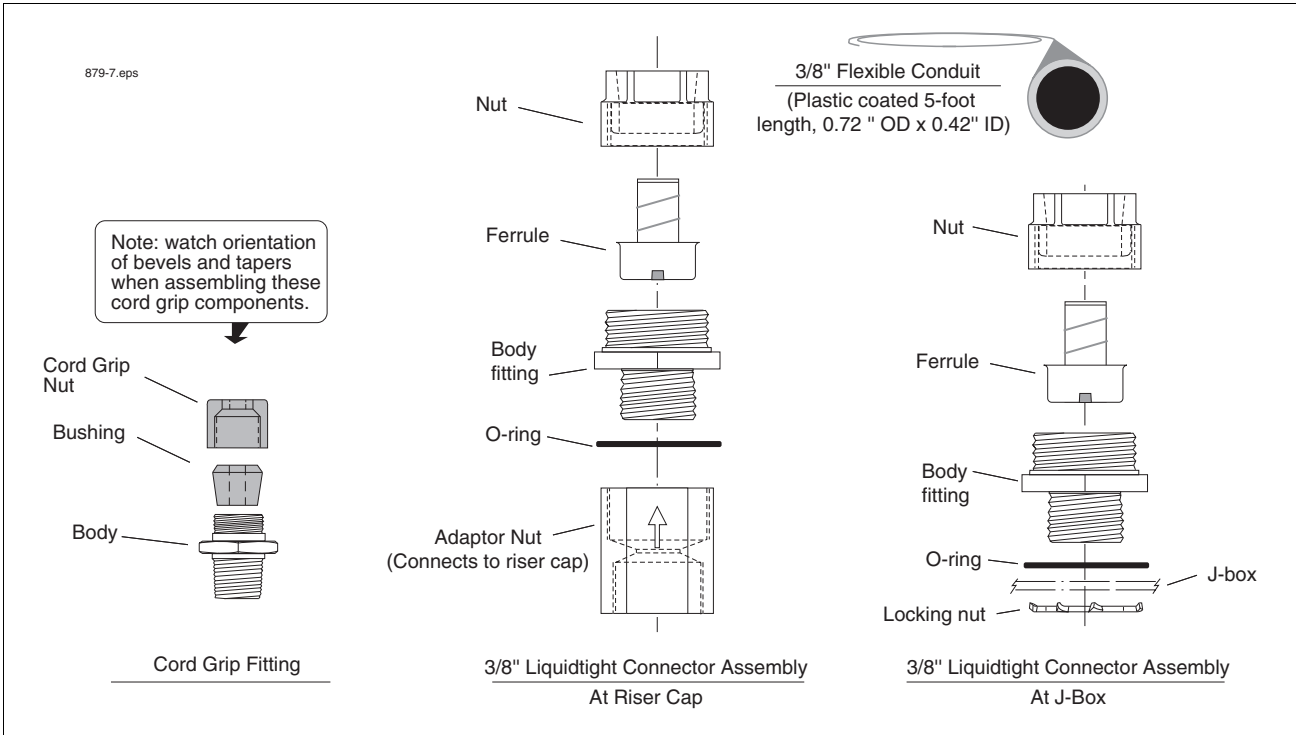 879-7.eps
Note: watch orientation
of bevels and tapers
when assembling these
cord grip components.
Cord Grip
Nut
Bushing
Body
Cord Grip Fitting
Nut
Ferrule
Body
fitting
O-ring
Adaptor Nut
(Connects to riser cap)
3/8" Liquidtight Connector Assembly
At Riser Cap
3/8" Flexible Conduit
(Plastic coated 5-foot
length, 0.72 " OD x 0.42" ID)
Nut
Ferrule
Body
fitting
O-ring
J-box
Locking nut
3/8" Liquidtight Connector Assembly
At J-Box